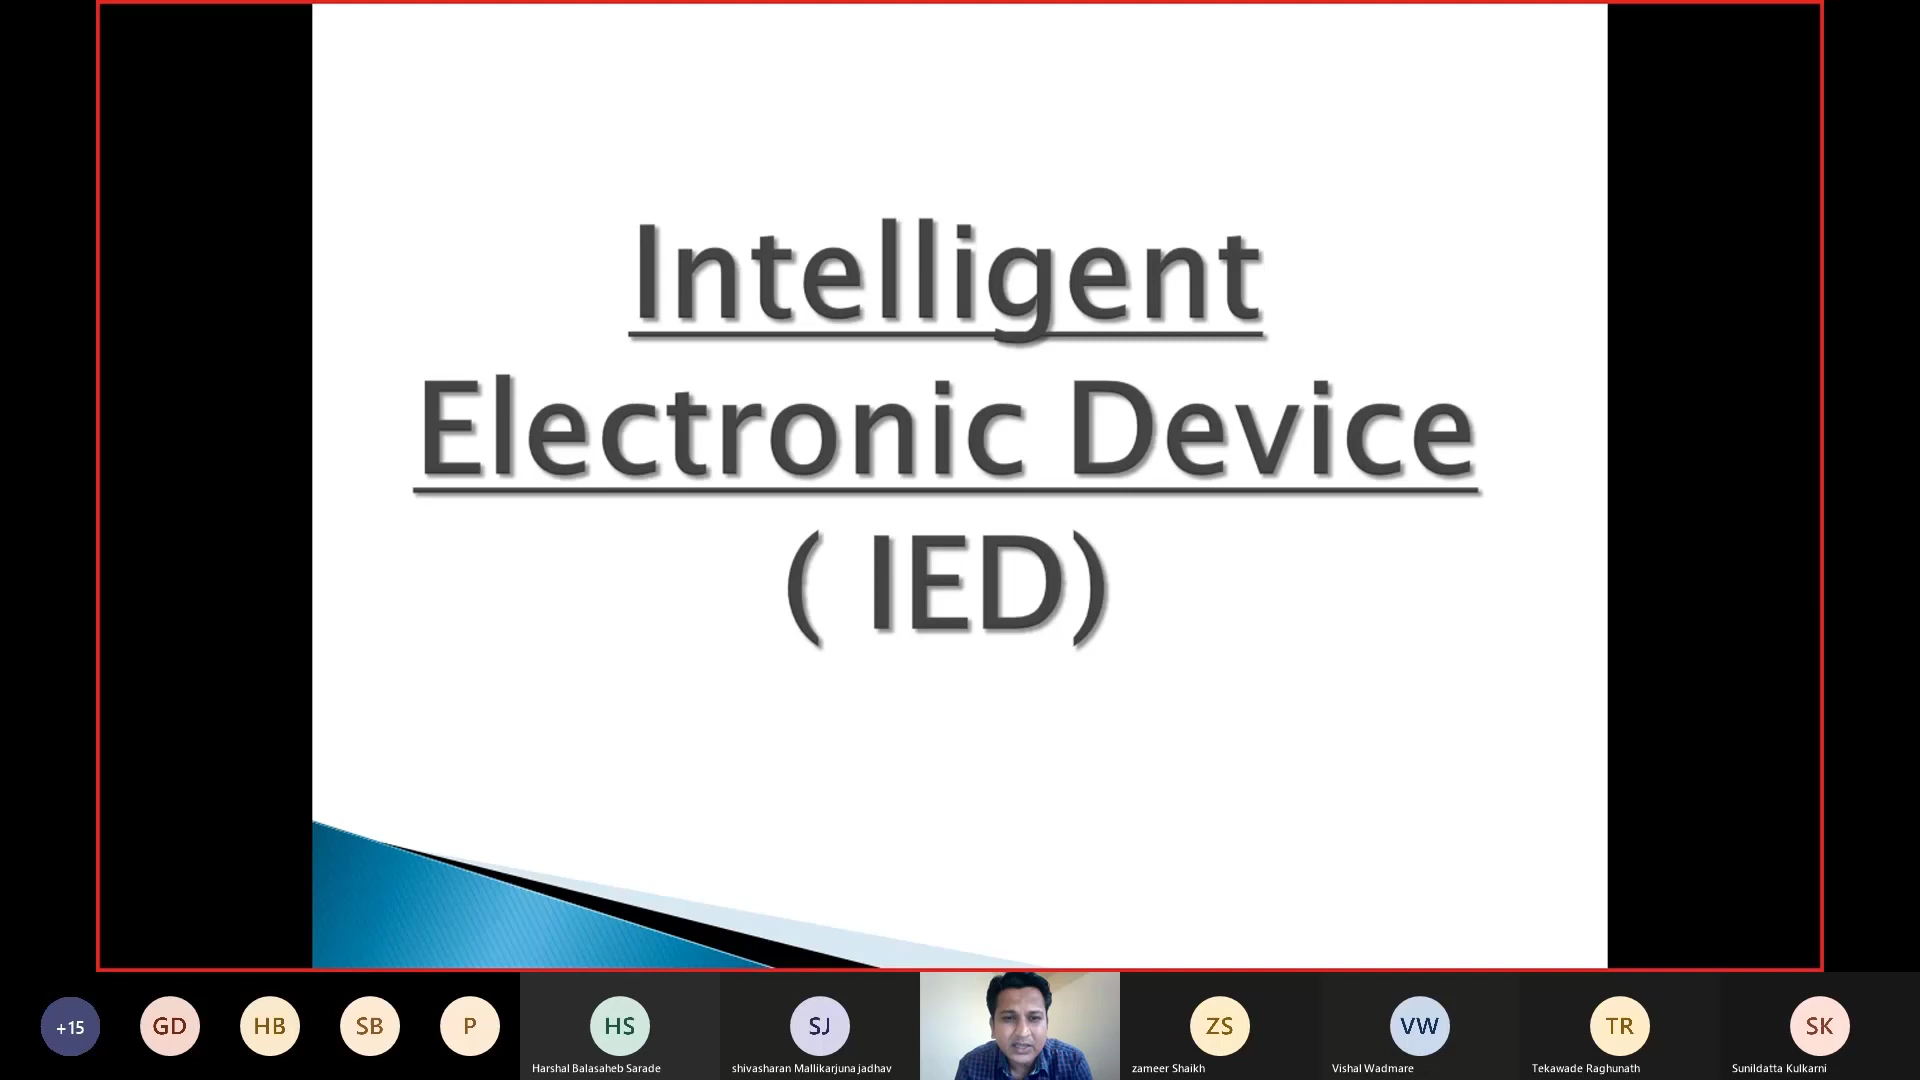 Intelligent
Electronic Device
( IED)
+15
GD
HB
SB
P
HS
SJ
ZS
VW
TR
SK
Harshal Balasaheb Sarade
shivasharan Mallikarjuna jadhav
zameer Shaikh
Vishal Wadmare
Tekawade Raghunath
Sunildatta Kulkarni